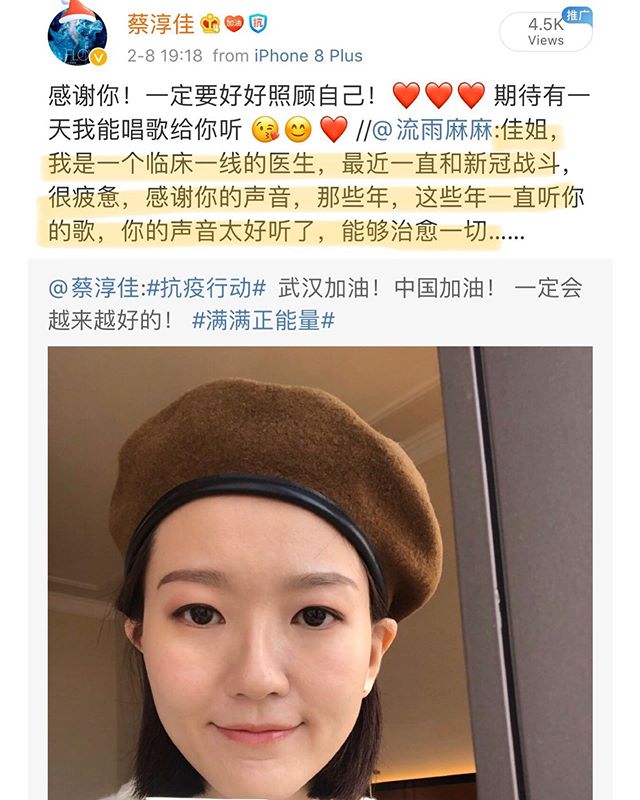 蔡淳佳 加油 抗
4.5K
推广
Views
2-8 19:18 from iPhone 8 Plus
感谢你！一定要好好照顾自己！❤️❤️❤️ 期待有一
天我能唱歌给你听 😘😊 ❤️ //@流雨麻麻:佳姐，
我是一个临床一线的医生，最近一直和新冠战斗，
很疲惫，感谢你的声音，那些年，这些年一直听你
的歌，你的声音太好听了，能够治愈一切......
@蔡淳佳:#抗疫行动# 武汉加油！中国加油！ 一定会
越来越好的！ #满满正能量#